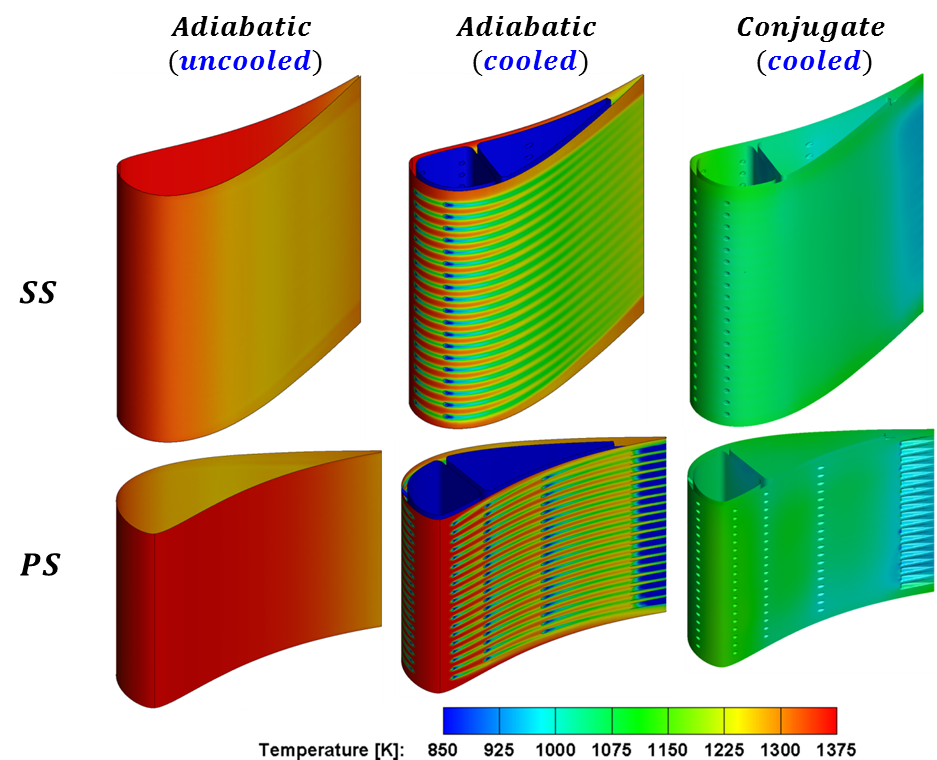 Adiabatic Adiabatic Conjugate
(uncooled) (cooled) (cooled)
SS
PS
Temperature [K]: 850 925 1000 1075 1150 1225 1300 1375